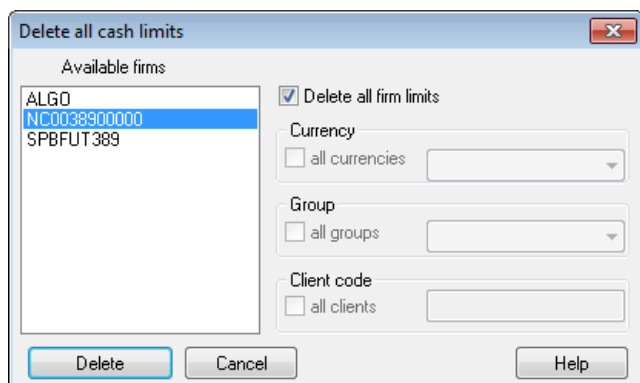 Delete all cash limits
Available firms
ALGO
NC0038900000
SPBFUT389
Delete all firm limits
Currency
all currencies
Group
all groups
Client code
all clients
Delete
Cancel
Help